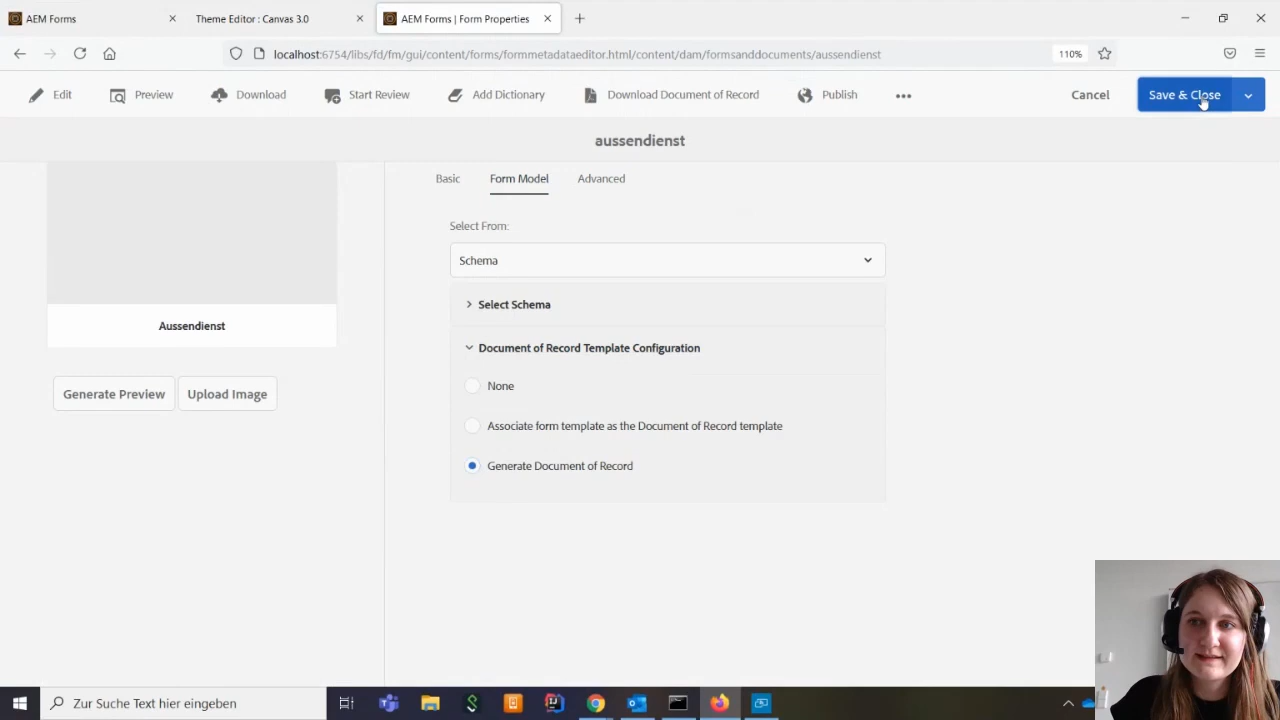 AEM Forms
Theme Editor : Canvas 3.0
AEM Forms | Form Properties
localhost:6754/libs/fd/fm/gui/content/forms/formmetadataeditor.html/content/dam/formsanddocuments/aussendienst
110%
Edit
Preview
Download
Start Review
Add Dictionary
Download Document of Record
Publish
Cancel
Save & Close
aussendienst
Basic
Form Model
Advanced
Select From:
Schema
Select Schema
Aussendienst
Document of Record Template Configuration
None
Generate Preview
Upload Image
Associate form template as the Document of Record template
Generate Document of Record
Zur Suche Text hier eingeben